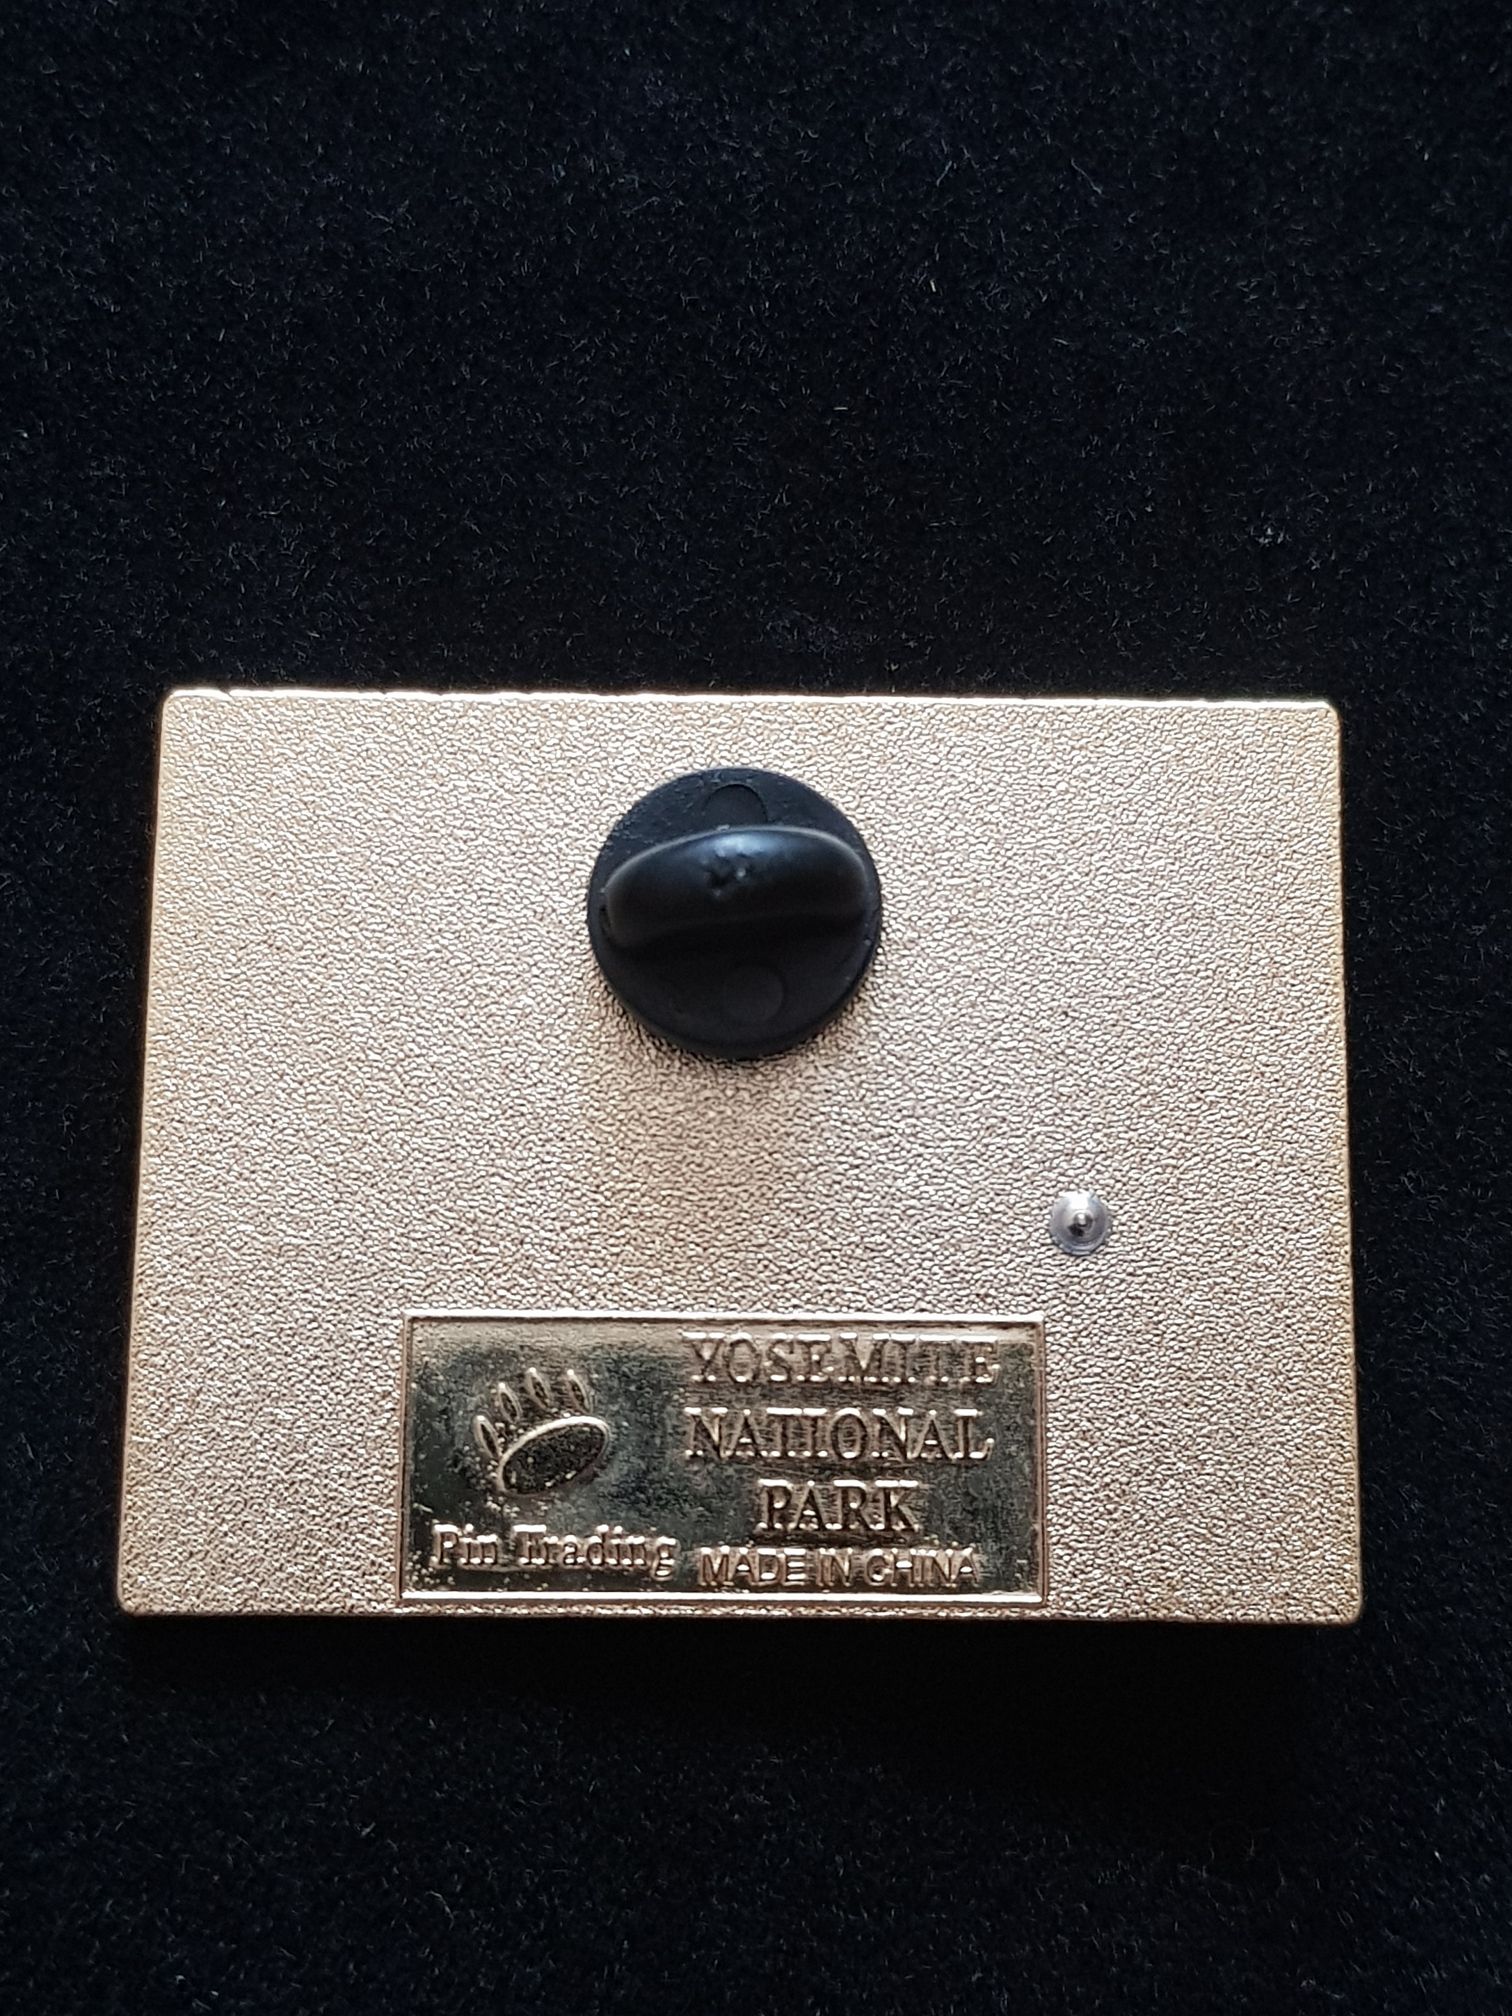 YOSEMITE
NATIONAL
PARK
Pin Trading
MADE IN CHINA